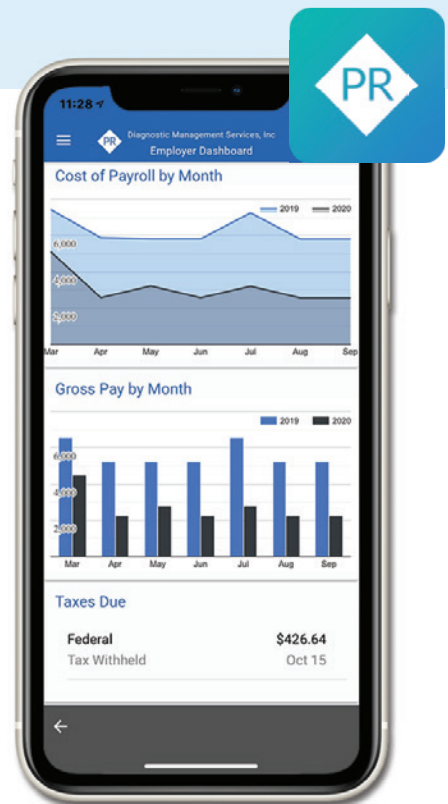 PR
11:28
PR
Diagnostic Management Services, Inc
Employer Dashboard
Cost of Payroll by Month
2019 2020
6,000
4,000
2,000
Mar Apr May Jun Jul Aug Sep
Gross Pay by Month
2019 2020
6,000
4,000
2,000
Mar Apr May Jun Jul Aug Sep
Taxes Due
Federal $426.64
Tax Withheld Oct 15